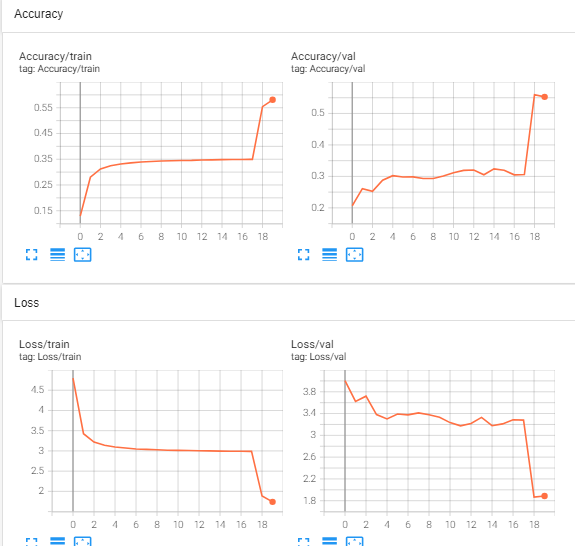 Accuracy
Accuracy/train
tag: Accuracy/train
0.55
0.45
0.35
0.25
0.15
0 2 4 6 8 10 12 14 16 18
Accuracy/val
tag: Accuracy/val
0.5
0.4
0.3
0.2
0 2 4 6 8 10 12 14 16 18
Loss
Loss/train
tag: Loss/train
4.5
4
3.5
3
2.5
2
0 2 4 6 8 10 12 14 16 18
Loss/val
tag: Loss/val
3.8
3.4
3
2.6
2.2
1.8
0 2 4 6 8 10 12 14 16 18